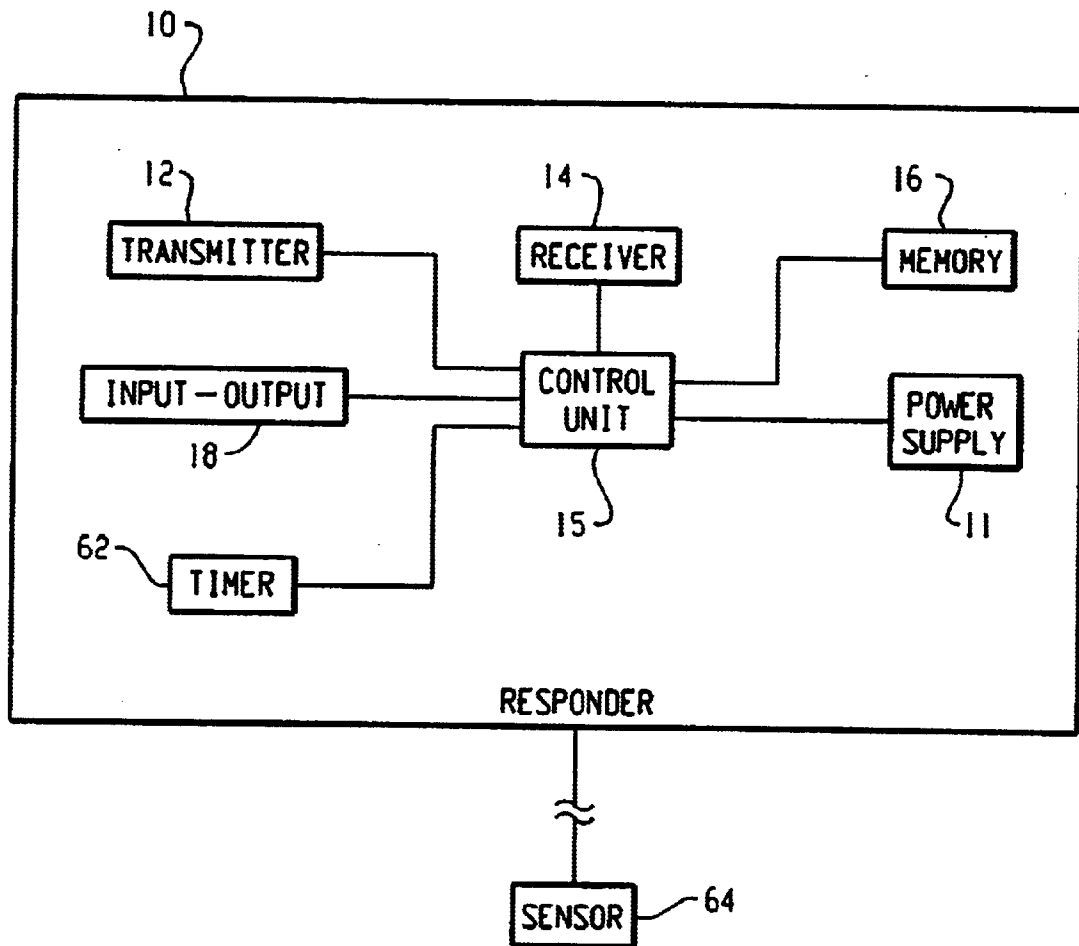 10
12
14
16
TRANSMITTER
RECEIVER
MEMORY
INPUT-OUTPUT
CONTROL
UNIT
POWER
SUPPLY
18
15
11
62
TIMER
RESPONDER
SENSOR
64